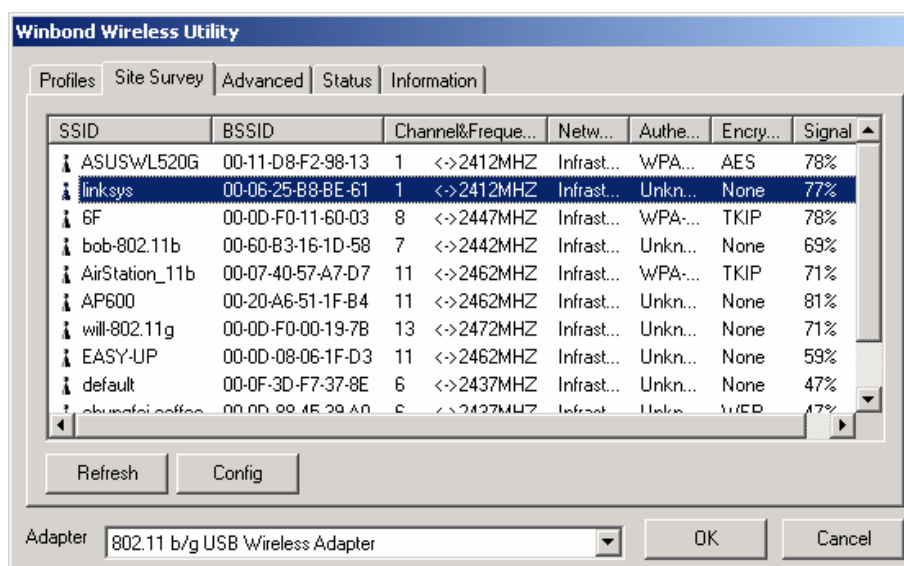 Winbond Wireless Utility
Profiles Site Survey Advanced Status Information
SSID BSSID Channel&Freque... Netw... Authe... Encry... Signal
ASUSWL520G 00-11-D8-F2-98-13 1 <->2412MHZ Infrast... WPA... AES 78%
linksys 00-06-25-B8-BE-61 1 <->2412MHZ Infrast... Unkn... None 77%
6F 00-0D-F0-11-60-03 8 <->2447MHZ Infrast... WPA-... TKIP 78%
bob-802.11b 00-60-B3-16-1D-58 7 <->2442MHZ Infrast... Unkn... None 69%
AirStation_11b 00-07-40-57-A7-D7 11 <->2462MHZ Infrast... WPA-... TKIP 71%
AP600 00-20-A6-51-1F-B4 11 <->2462MHZ Infrast... Unkn... None 81%
will-802.11g 00-0D-F0-00-19-7B 13 <->2472MHZ Infrast... Unkn... None 71%
EASY-UP 00-0D-08-06-1F-D3 11 <->2462MHZ Infrast... Unkn... None 59%
default 00-0F-3D-F7-37-8E 6 <->2437MHZ Infrast... Unkn... None 47%
6 <->2437MHZ Infrast... Unkn... WEP 47%
Refresh Config
Adapter 802.11 b/g USB Wireless Adapter OK Cancel